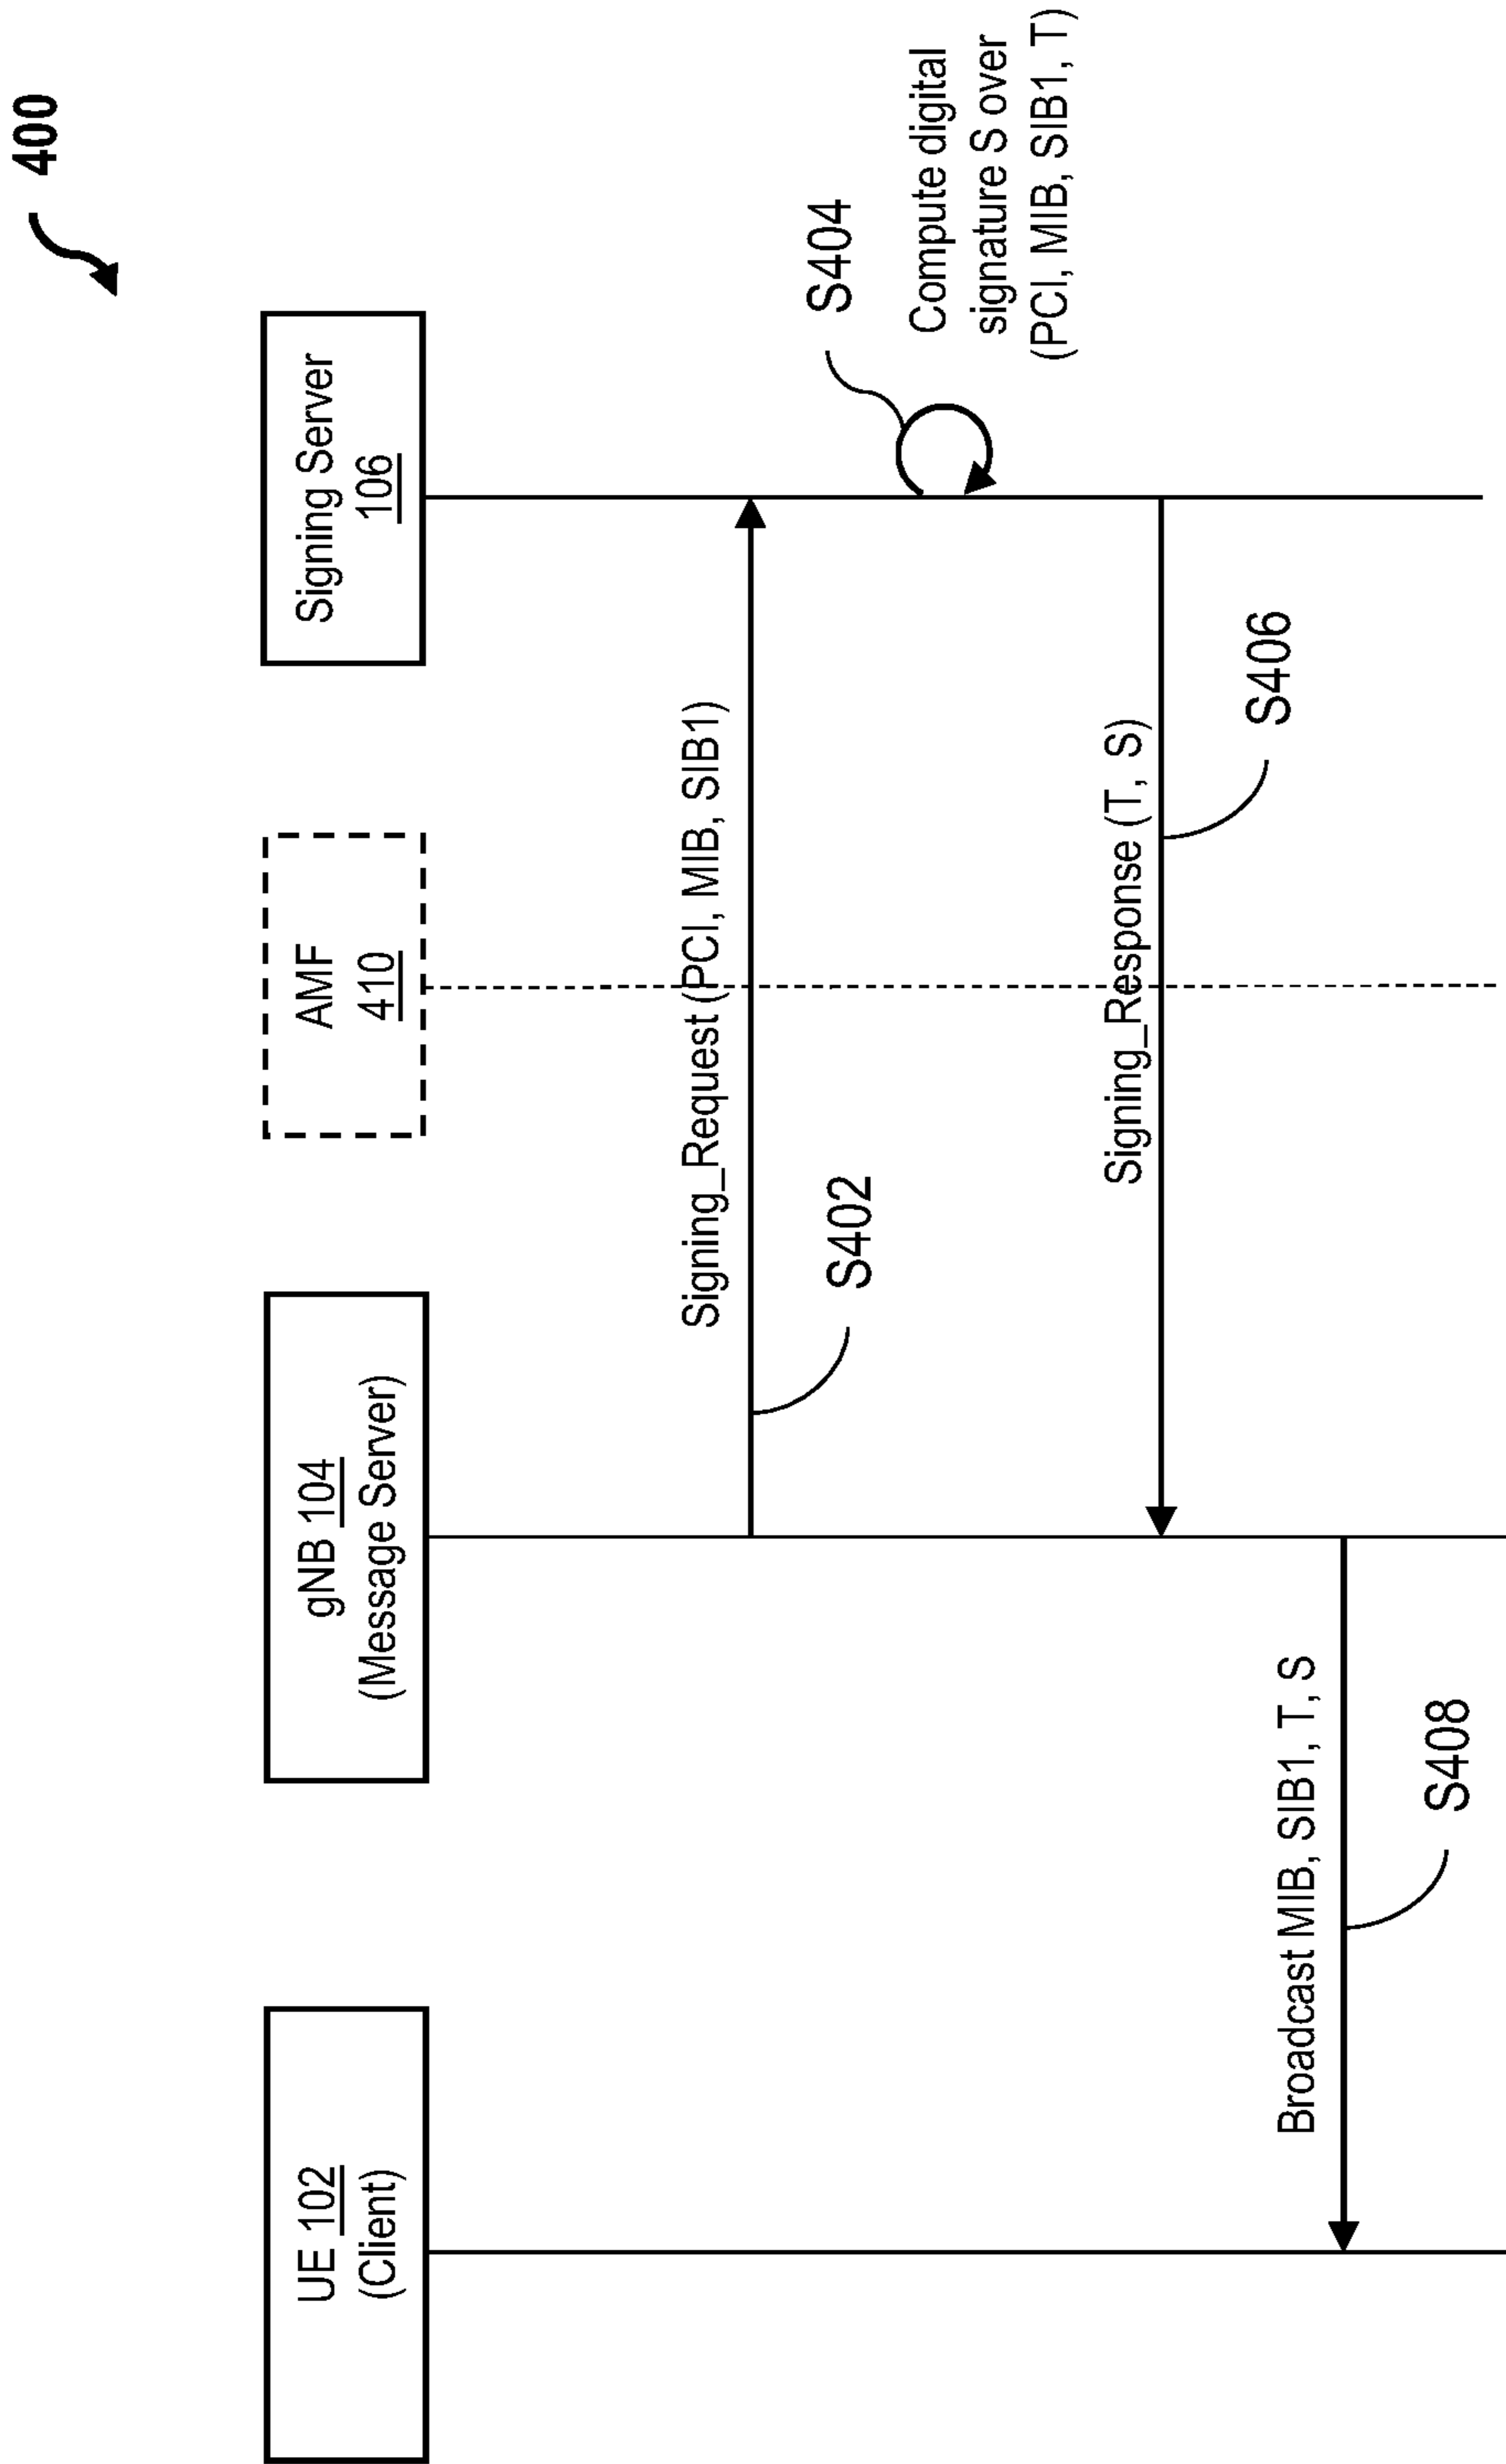 400
UE 102
(Client)
gNB 104
(Message Server)
AMF
410
Signing Server
106
Signing_Request (PCI, MIB, SIB1)
S402
S404
Compute digital
signature S over
(PCI, MIB, SIB1, T)
Signing_Response (T, S)
S406
Broadcast MIB, SIB1, T, S
S408